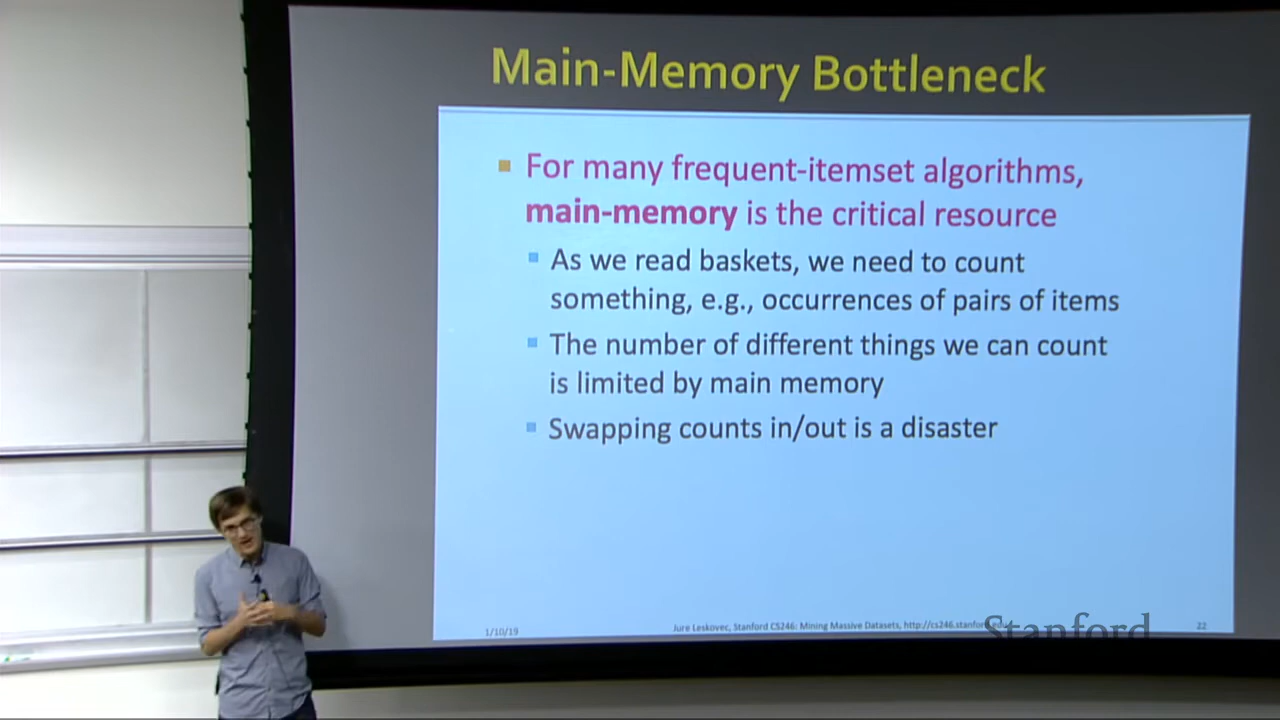 Main-Memory Bottleneck
For many frequent-itemset algorithms,
main-memory is the critical resource
As we read baskets, we need to count
something, e.g., occurrences of pairs of items
The number of different things we can count
is limited by main memory
Swapping counts in/out is a disaster
1/10/19
Jure Leskovec, Stanford CS246: Mining Massive Datasets, http://cs246.stanford.edu
22
Stanford